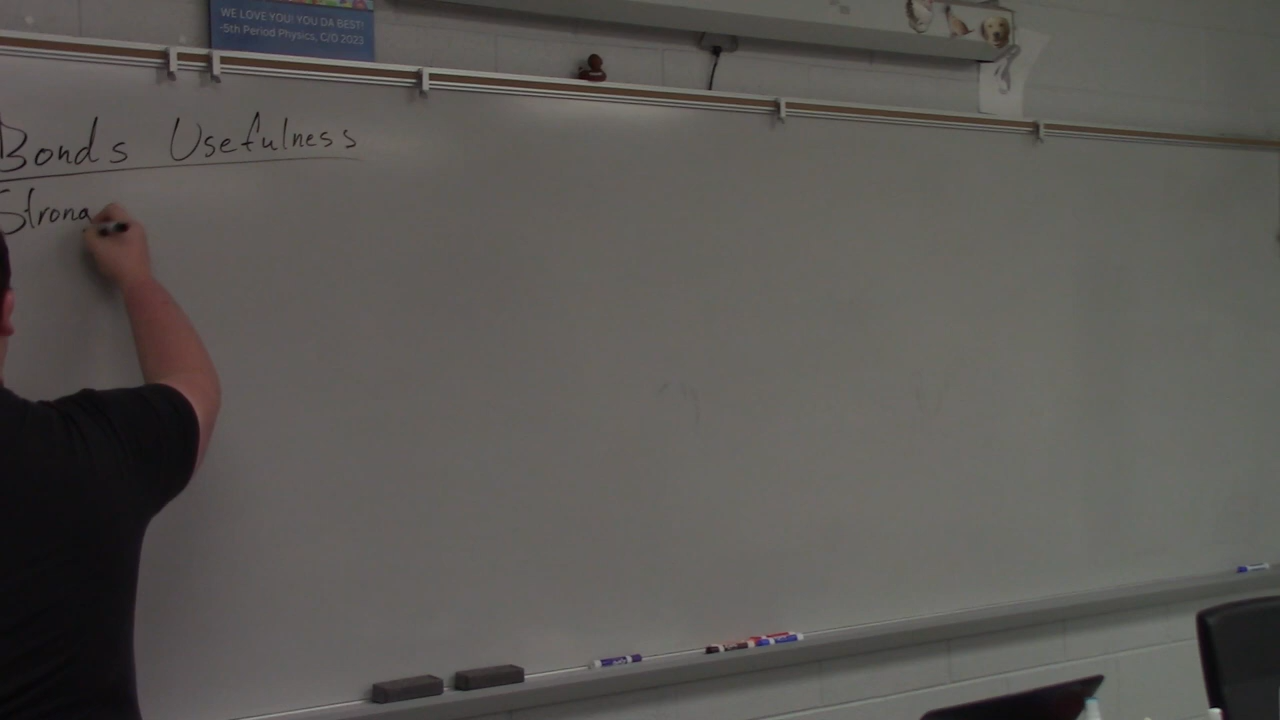 WE LOVE YOU! YOU DA BEST!
-5th Period Physics, C/O 2023
Bonds Usefulness
Strong